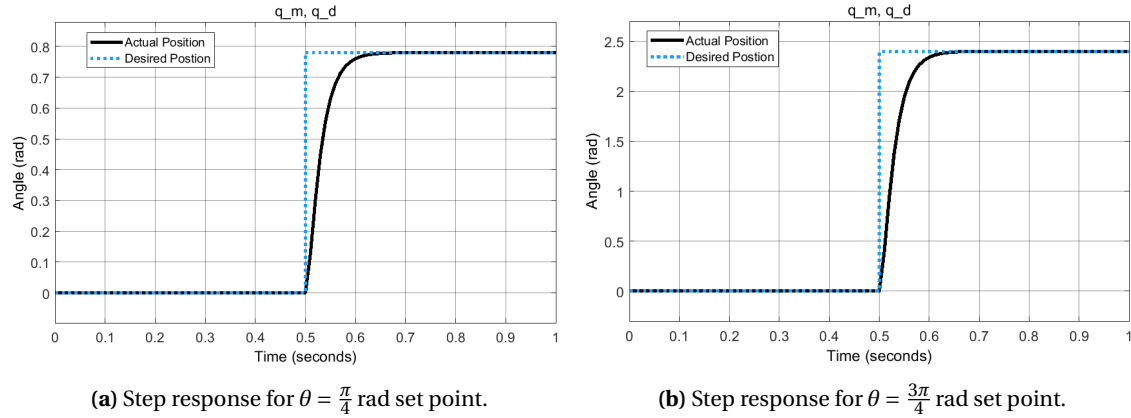 q_m, q_d
Actual Position
Desired Postion
Angle (rad)
0.8
0.7
0.6
0.5
0.4
0.3
0.2
0.1
0
0 0.1 0.2 0.3 0.4 0.5 0.6 0.7 0.8 0.9 1
Time (seconds)
(a) Step response for θ = π/4 rad set point.
q_m, q_d
Actual Position
Desired Postion
Angle (rad)
2.5
2
1.5
1
0.5
0
0 0.1 0.2 0.3 0.4 0.5 0.6 0.7 0.8 0.9 1
Time (seconds)
(b) Step response for θ = 3π/4 rad set point.